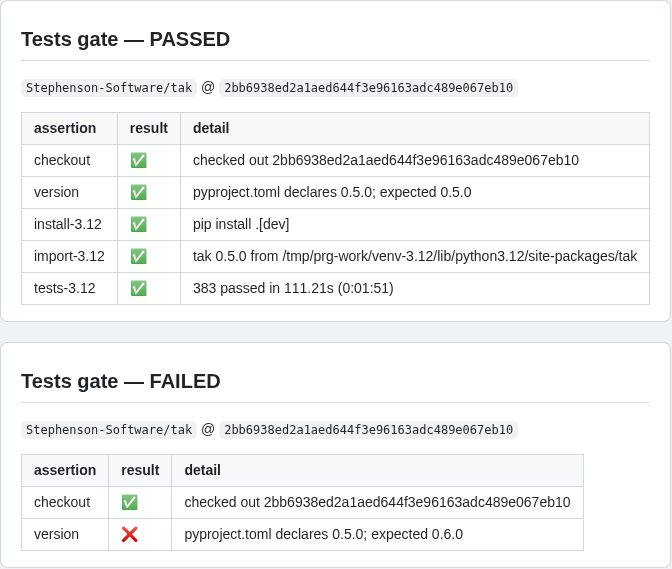 Tests gate — PASSED
Stephenson-Software/tak @ 2bb6938ed2a1aed644f3e96163adc489e067eb10
assertion result detail
checkout ✅ checked out 2bb6938ed2a1aed644f3e96163adc489e067eb10
version ✅ pyproject.toml declares 0.5.0; expected 0.5.0
install-3.12 ✅ pip install .[dev]
import-3.12 ✅ tak 0.5.0 from /tmp/prg-work/venv-3.12/lib/python3.12/site-packages/tak
tests-3.12 ✅ 383 passed in 111.21s (0:01:51)
Tests gate — FAILED
Stephenson-Software/tak @ 2bb6938ed2a1aed644f3e96163adc489e067eb10
assertion result detail
checkout ✅ checked out 2bb6938ed2a1aed644f3e96163adc489e067eb10
version ❌ pyproject.toml declares 0.5.0; expected 0.6.0